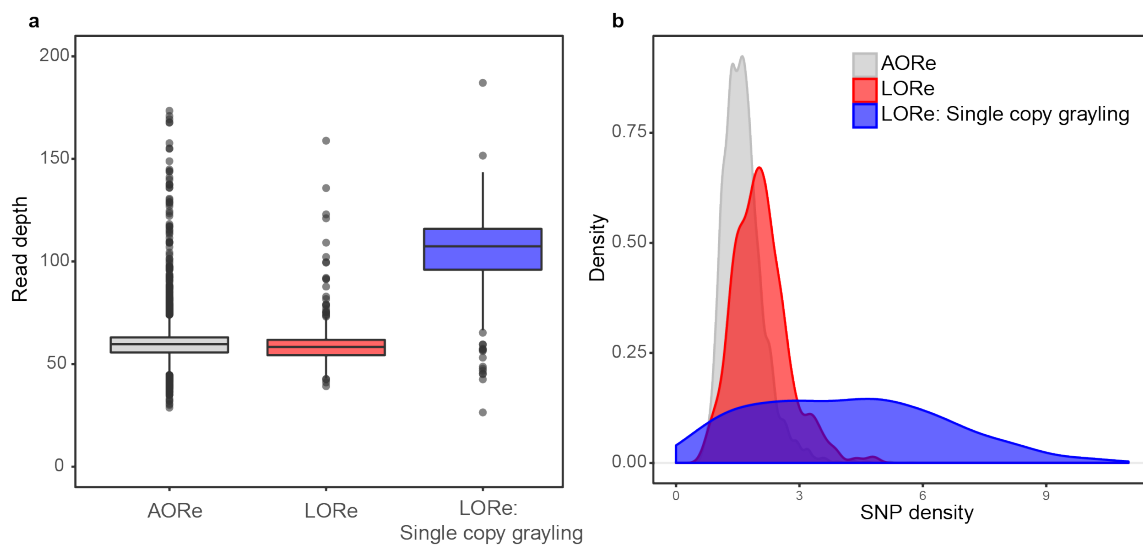 a
200
150
100
50
0
Read depth
AORe
LORe
LORe:
Single copy grayling
b
AORe
LORe
LORe: Single copy grayling
0.75
0.50
0.25
0.00
Density
0
3
6
9
SNP density